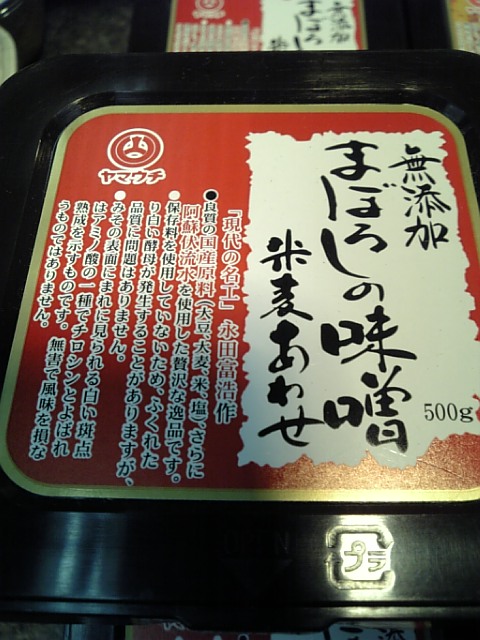 無添加
まぼろしの味噌
米麦あわせ
500g
ヤマウチ
「現代の名工」永田富浩作
●良質の国産原料(大豆、大麦、米、塩)、さらに
阿蘇伏流水を使用した贅沢な逸品です。
●保存料を使用していないため、ふくれた
り白い酵母が発生することがありますが、
品質に問題はありません。
●みその表面にまれに見られる白い斑点
はアミノ酸の一種でチロシンとよばれ
熟成を示すものです。無害で風味を損な
うものではありません。
プラ